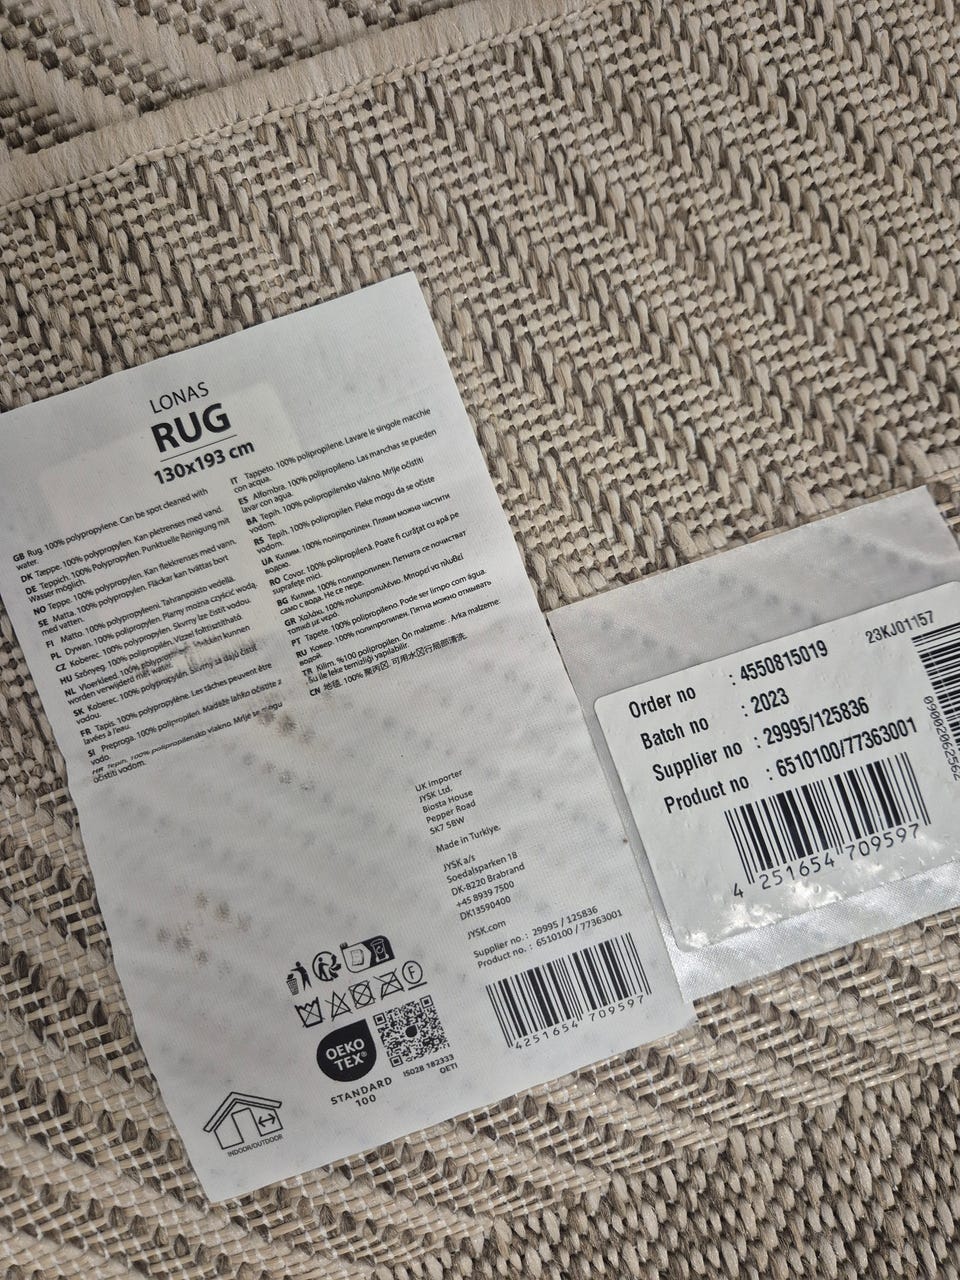 LONAS
RUG
130x193 cm
GB Rug. 100% polypropylene. Can be spot cleaned with
water.
DK Tæppe. 100% polypropylen. Kan pletrenses med vand.
DE Teppich. 100% Polypropylen. Punktuelle Reinigung mit
Wasser möglich.
NO Teppe. 100% polypropylen. Kan flekkrenses med vann.
SE Matta. 100% polypropylen. Fläckar kan tvättas bort
med vatten.
FI Matto. 100% polypropyleeni. Tahranpoisto vedellä.
PL Dywan. 100% polipropylen. Plamy można czyścić wodą.
CZ Koberec. 100% polypropylen. Skvrny lze čistit vodou.
HU Szőnyeg. 100% polipropilén. Vízzel folttisztítható.
NL Vloerkleed. 100% polypropyleen. Vlekken kunnen
worden verwijderd met water.
SK Koberec. 100% polypropylén. Škvrny sa dajú čistiť
vodou.
FR Tapis. 100% polypropylène. Les tâches peuvent être
lavées à l'eau.
SI Preproga. 100% polipropilen. Madeže lahko očistite z
vodo.
HR Tepih. 100% polipropilensko vlakno. Mrlje se mogu
očistiti vodom.
IT Tappeto. 100% polipropilene. Lavare le singole macchie
con acqua.
ES Alfombra. 100% polipropileno. Las manchas se pueden
lavar con agua.
BA Tepih. 100% polipropilensko vlakno. Mrlje očistiti
vodom.
RS Tepih. 100% polipropilen. Fleke mogu da se očiste
vodom.
UA Килим. 100% поліпропілен. Плями можна чистити
водою.
RO Covor. 100% polipropilenă. Poate fi curățat cu apă pe
suprafețe mici.
BG Килим. 100% полипропилен. Петната се почистват
само с вода. Не се пере.
GR Χαλάκι. 100% πολυπροπυλένιο. Μπορεί να πλυθεί
τοπικά με νερό.
PT Tapete. 100% polipropileno. Pode ser limpo com água.
RU Ковер. 100% полипропилен. Пятна можно отмывать
водой.
TR Kilim. %100 polipropilen. Ön malzeme: Arka malzeme:
Su ile leke temizliği yapılabilir.
CN 地毯. 100% 聚丙烯. 可用水进行局部清洗.
UK importer
JYSK Ltd.
Biosta House
Pepper Road
SK7 5BW
Made in Turkiye.
JYSK a/s
Soedalsparken 18
DK-8220 Brabrand
+45 8939 7500
DK13590400
JYSK.com
Supplier no.: 29995 / 125836
Product no.: 6510100 / 77363001
4251654 709597
F
OEKO
TEX®
STANDARD
100
IS028 182333
OETI
INDOOR/OUTDOOR
23KJ01157
Order no : 4550815019
Batch no : 2023
Supplier no : 29995/125836
Product no : 6510100/77363001
4 251654 709597
09002062562